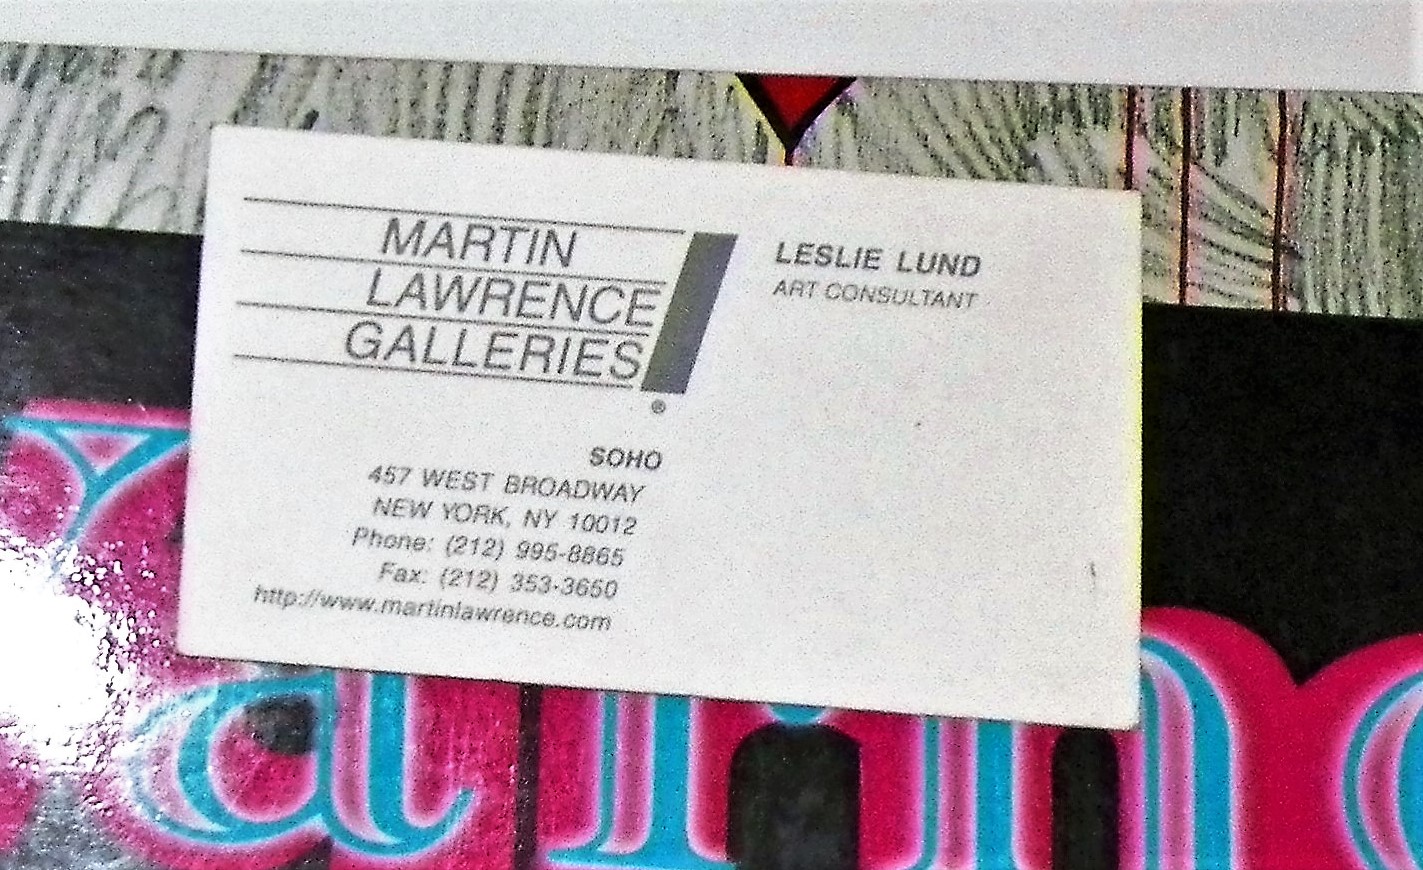 MARTIN
LAWRENCE
GALLERIES
®
SOHO
457 WEST BROADWAY
NEW YORK, NY 10012
Phone: (212) 995-8865
Fax: (212) 353-3650
http://www.martinlawrence.com
LESLIE LUND
ART CONSULTANT